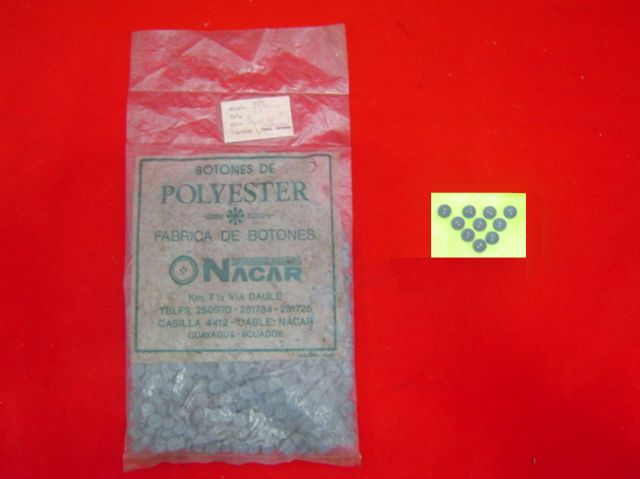 BOTONES DE
POLYESTER
FABRICA DE BOTONES
NACAR
Km. 7½ VIA DAULE
TELFS. 250970 - 251734 - 251725
CASILLA 4412 - CABLE: NACAR
GUAYAQUIL - ECUADOR